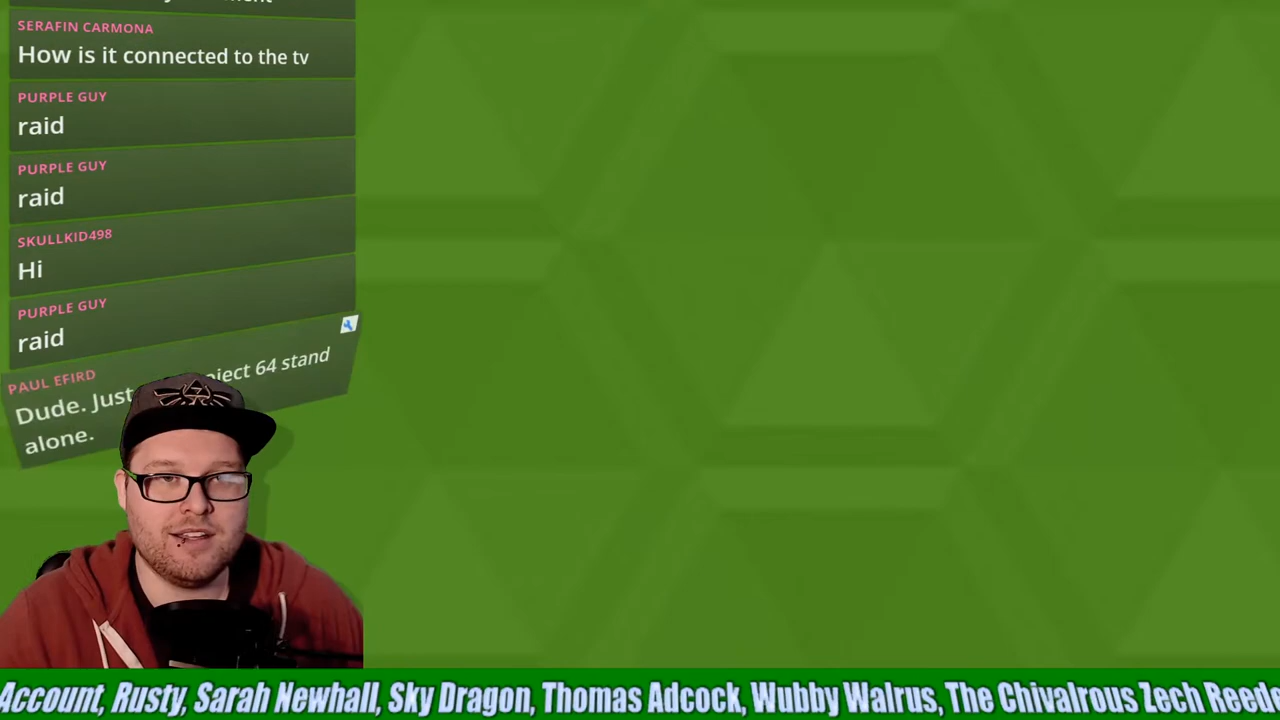 SERAFIN CARMONA
How is it connected to the tv
PURPLE GUY
raid
PURPLE GUY
raid
SKULLKID498
Hi
PURPLE GUY
raid
PAUL EFIRD
Dude. Just 64 stand
alone.
Account, Rusty, Sarah Newhall, Sky Dragon, Thomas Adcock, Wubby Walrus, The Chivalrous Zech Reeds